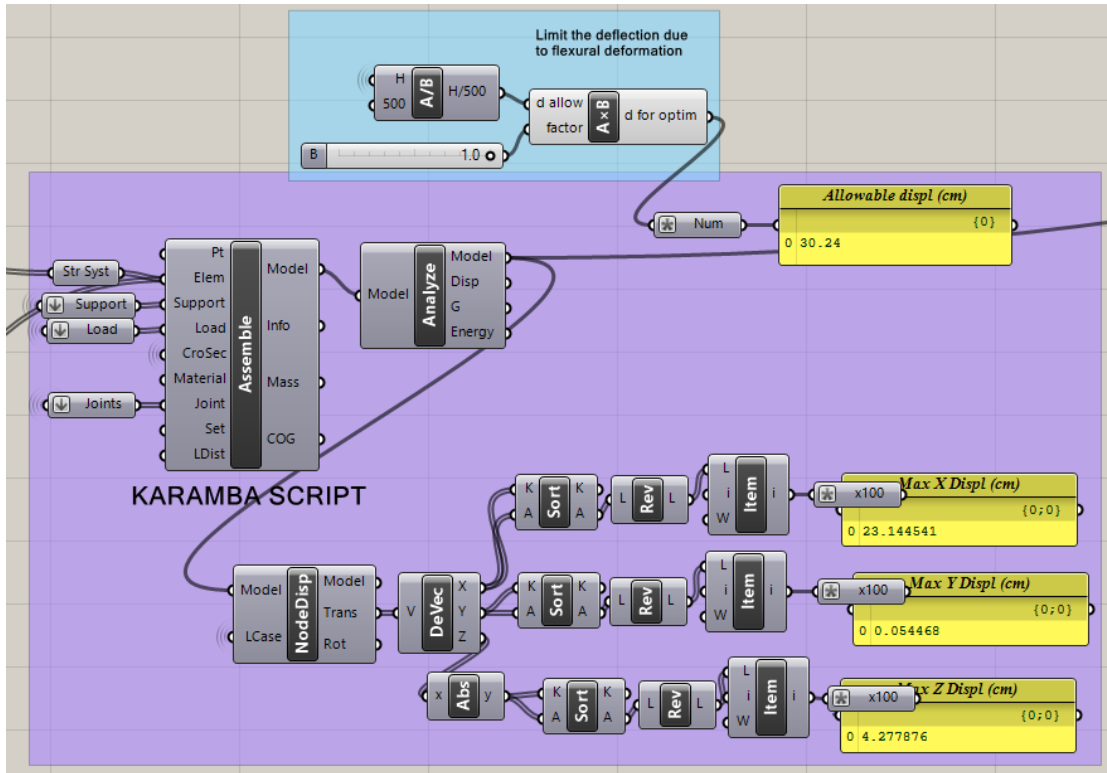 Limit the deflection due
to flexural deformation
H
500
A/B
H/500
d allow
factor
A×B
d for optim
B
1.0
Num
Allowable displ (cm)
{0}
0 30.24
Str Syst
Support
Load
Joints
Pt
Elem
Support
Load
CroSec
Material
Joint
Set
LDist
Assemble
Model
Info
Mass
COG
Model
Analyze
Model
Disp
G
Energy
KARAMBA SCRIPT
K
A
Sort
K
A
L
Rev
L
L
i
W
Item
i
x100
Max X Displ (cm)
{0;0}
0 23.144541
Model
LCase
NodeDisp
Model
Trans
Rot
V
DeVec
X
Y
Z
K
A
Sort
K
A
L
Rev
L
L
i
W
Item
i
x100
Max Y Displ (cm)
{0;0}
0 0.054468
x
Abs
y
K
A
Sort
K
A
L
Rev
L
L
i
W
Item
i
x100
Max Z Displ (cm)
{0;0}
0 4.277876